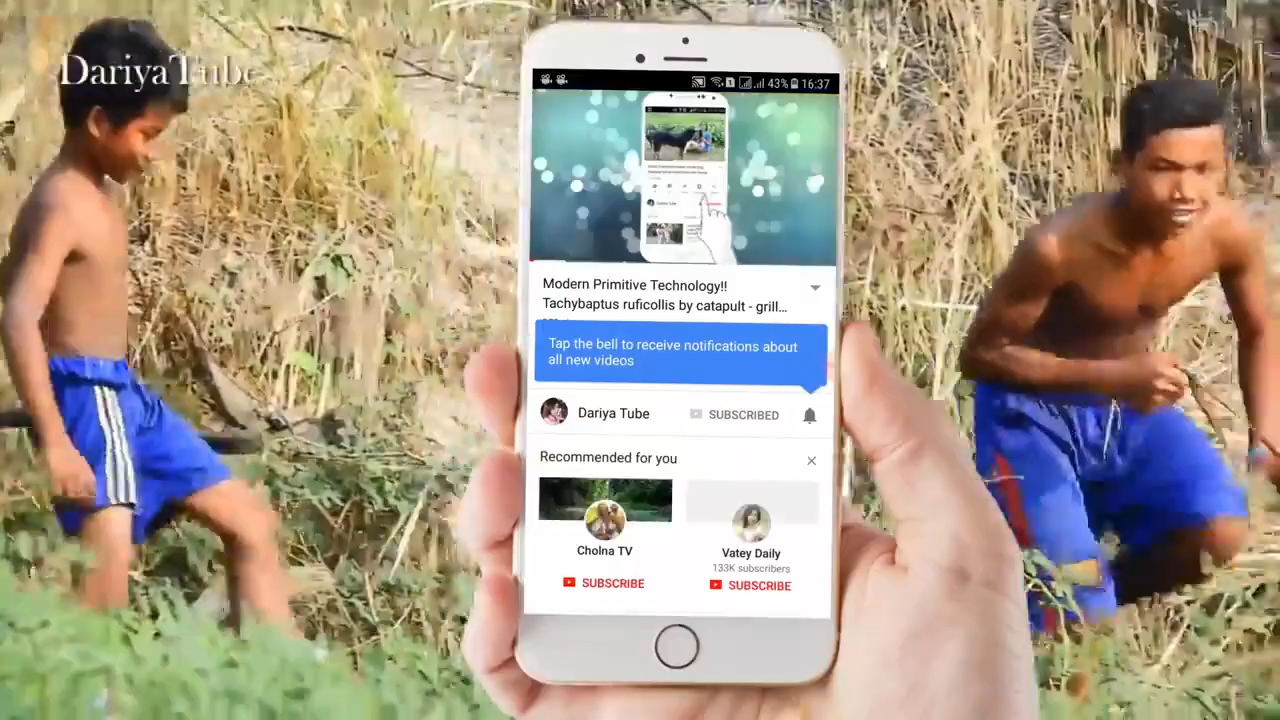 DariyaTube
43% 16:37
Modern Primitive Technology!!
Tachybaptus ruficollis by catapult - grill...
Tap the bell to receive notifications about
all new videos
Dariya Tube SUBSCRIBED
Recommended for you
Cholna TV
SUBSCRIBE
Vatey Daily
133K subscribers
SUBSCRIBE